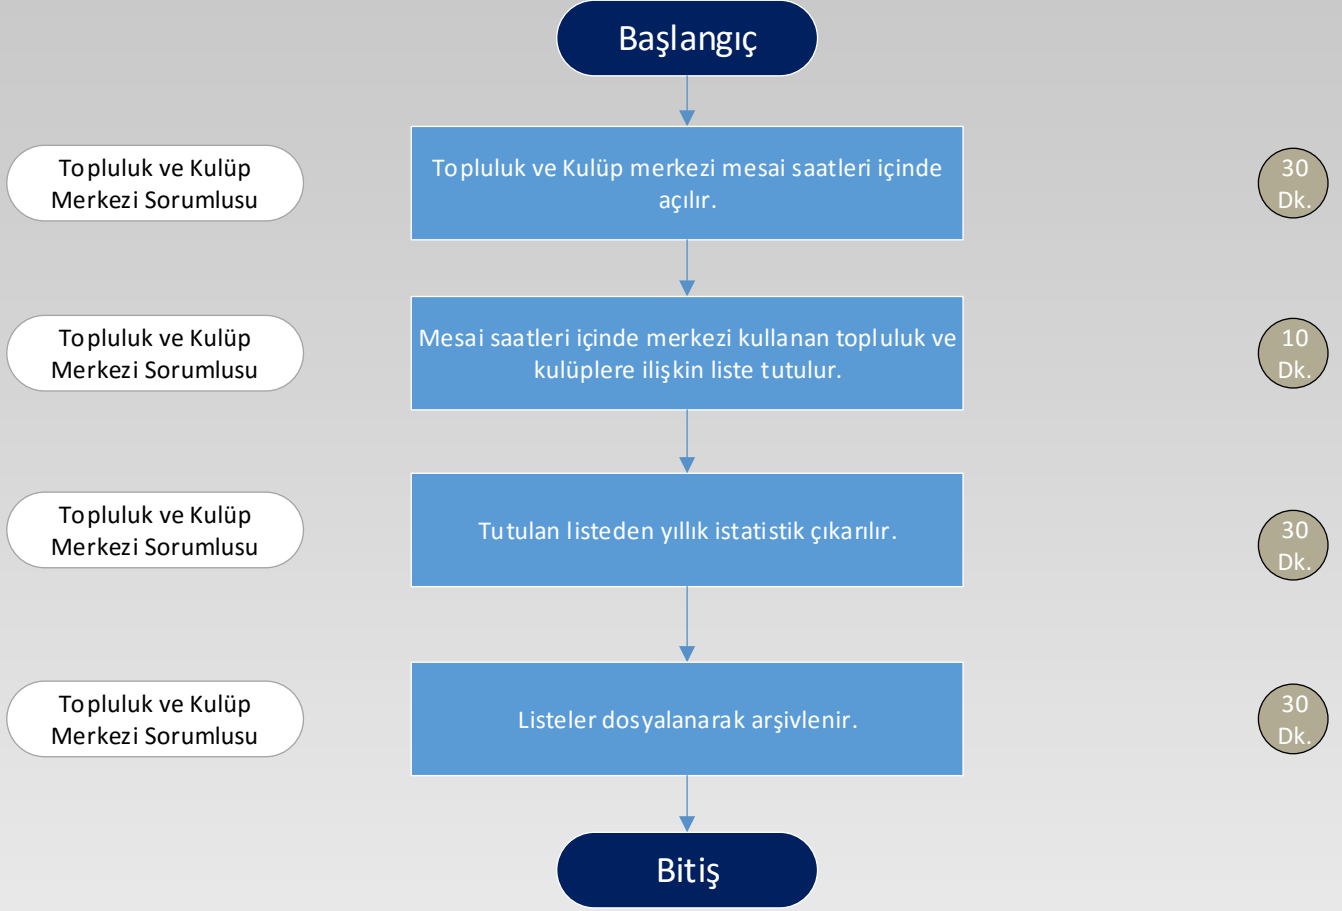 Başlangıç
Topluluk ve Kulüp
Merkezi Sorumlusu
Topluluk ve Kulüp merkezi mesai saatleri içinde
açılır.
30
Dk.
Topluluk ve Kulüp
Merkezi Sorumlusu
Mesai saatleri içinde merkezi kullanan topluluk ve
kulüplere ilişkin liste tutulur.
10
Dk.
Topluluk ve Kulüp
Merkezi Sorumlusu
Tutulan listeden yıllık istatistik çıkarılır.
30
Dk.
Topluluk ve Kulüp
Merkezi Sorumlusu
Listeler dosyalanarak arşivlenir.
30
Dk.
Bitiş